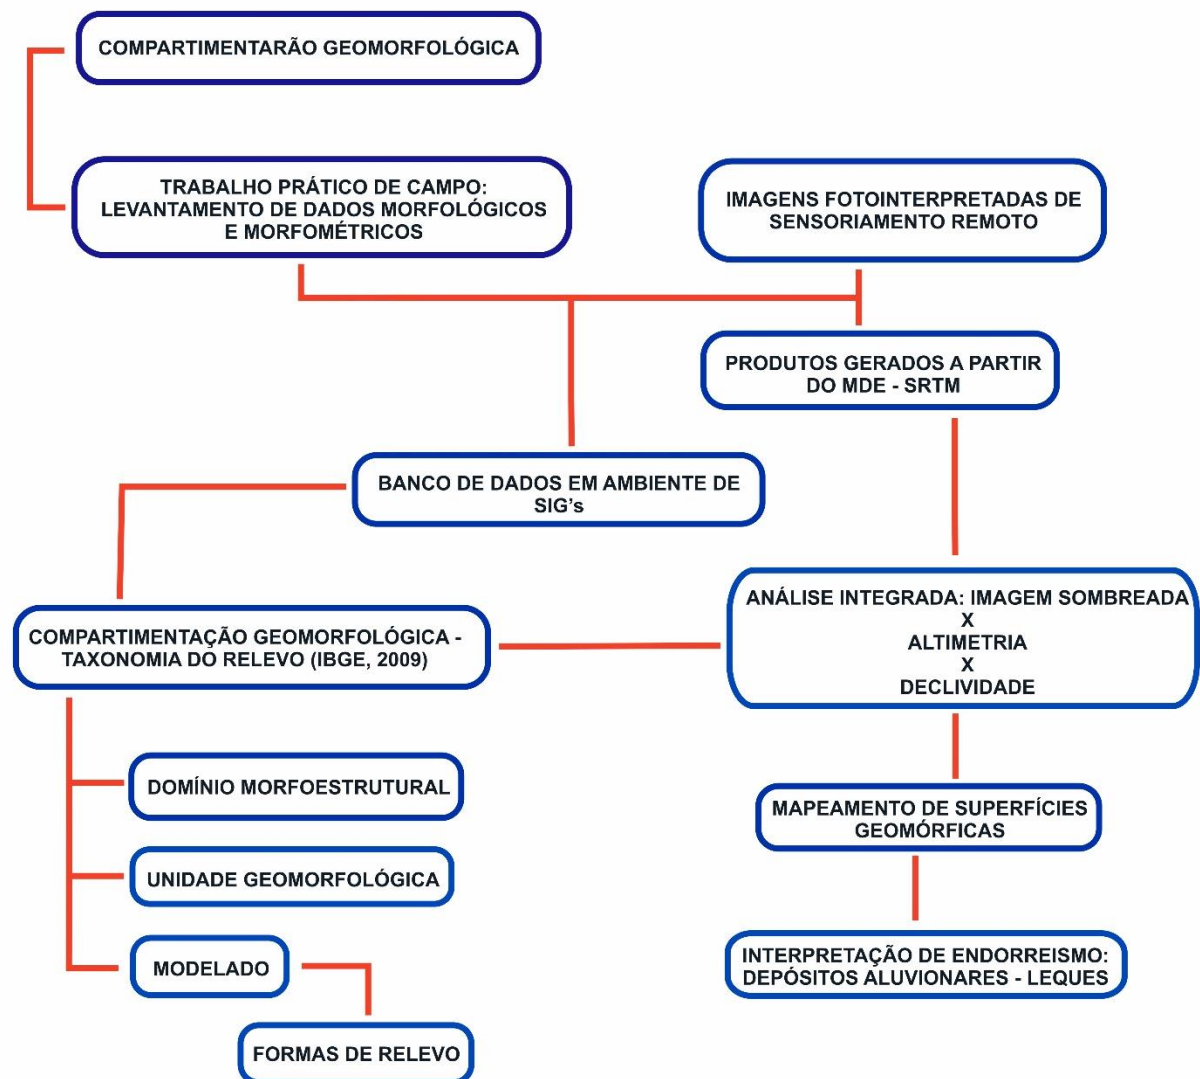 COMPARTIMENTARÃO GEOMORFOLÓGICA
TRABALHO PRÁTICO DE CAMPO:
LEVANTAMENTO DE DADOS MORFOLÓGICOS
E MORFOMÉTRICOS
IMAGENS FOTOINTERPRETADAS DE
SENSORIAMENTO REMOTO
PRODUTOS GERADOS A PARTIR
DO MDE - SRTM
BANCO DE DADOS EM AMBIENTE DE
SIG's
COMPARTIMENTAÇÃO GEOMORFOLÓGICA -
TAXONOMIA DO RELEVO (IBGE, 2009)
ANÁLISE INTEGRADA: IMAGEM SOMBREADA
X
ALTIMETRIA
X
DECLIVIDADE
DOMÍNIO MORFOESTRUTURAL
UNIDADE GEOMORFOLÓGICA
MODELADO
FORMAS DE RELEVO
MAPEAMENTO DE SUPERFÍCIES
GEOMÓRFICAS
INTERPRETAÇÃO DE ENDORREISMO:
DEPÓSITOS ALUVIONARES - LEQUES